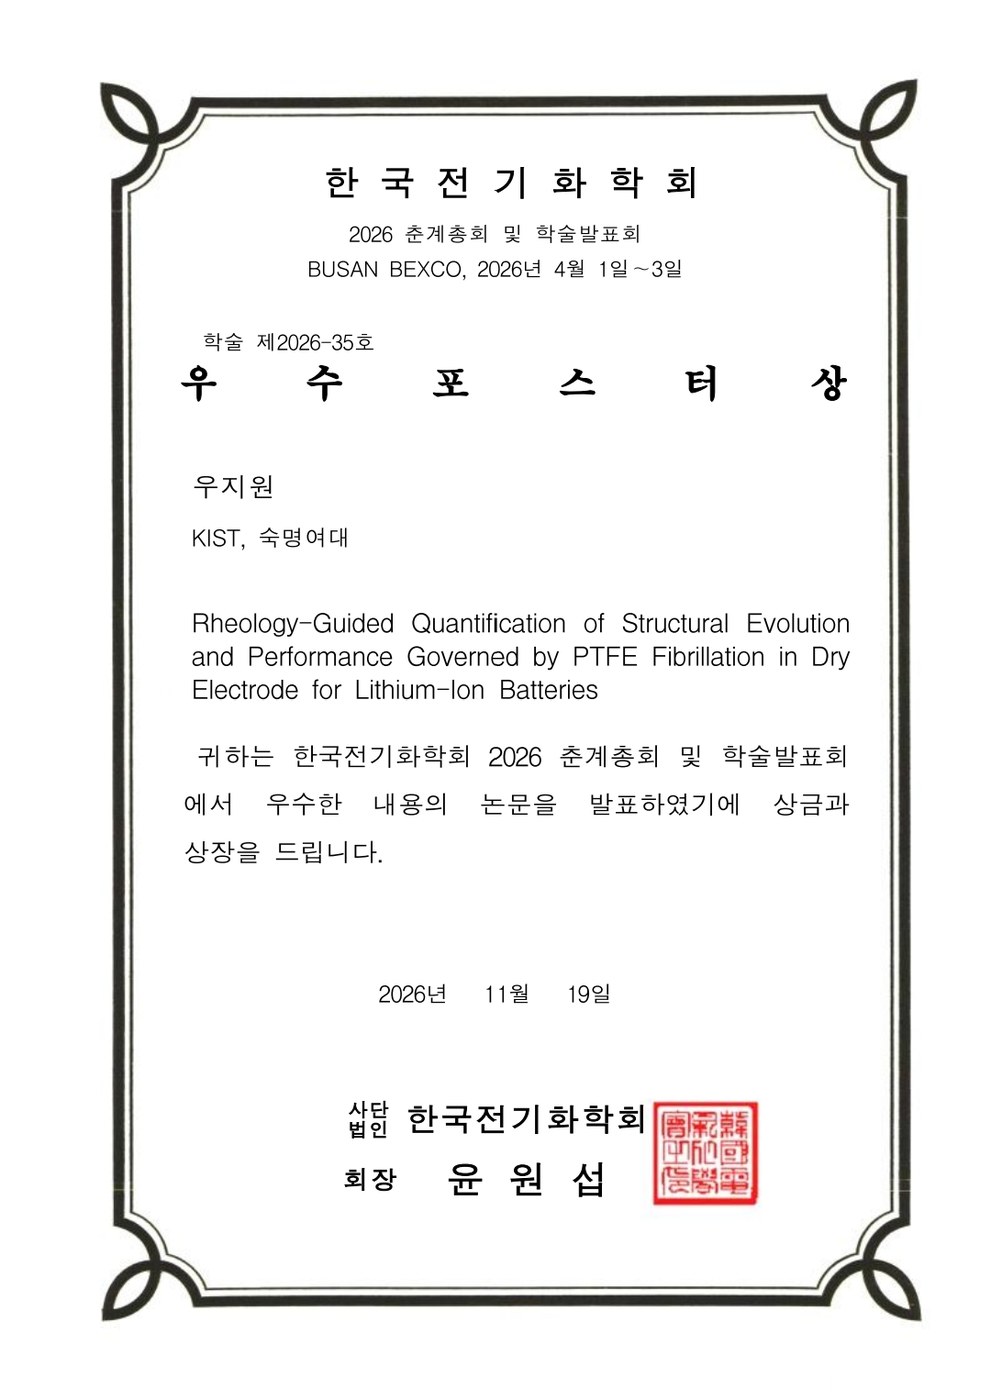 한국전기화학회
2026 춘계총회 및 학술발표회
BUSAN BEXCO, 2026년 4월 1일~3일
학술 제2026-35호
우수포스터상
우지원
KIST, 숙명여대
Rheology-Guided Quantification of Structural Evolution
and Performance Governed by PTFE Fibrillation in Dry
Electrode for Lithium-Ion Batteries
귀하는 한국전기화학회 2026 춘계총회 및 학술발표회
에서 우수한 내용의 논문을 발표하였기에 상금과
상장을 드립니다.
2026년 11월 19일
사단법인 한국전기화학회
회장 윤원섭